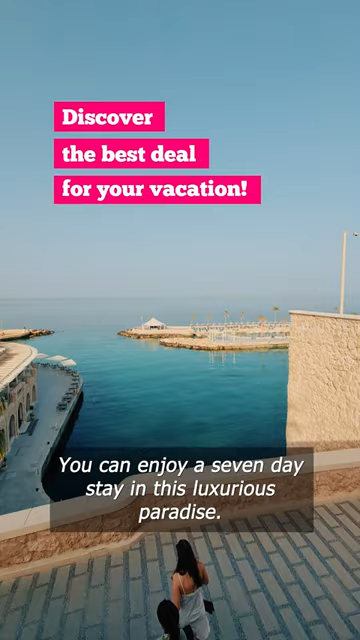 Discover
the best deal
for your vacation!
You can enjoy a seven day
stay in this luxurious
paradise.